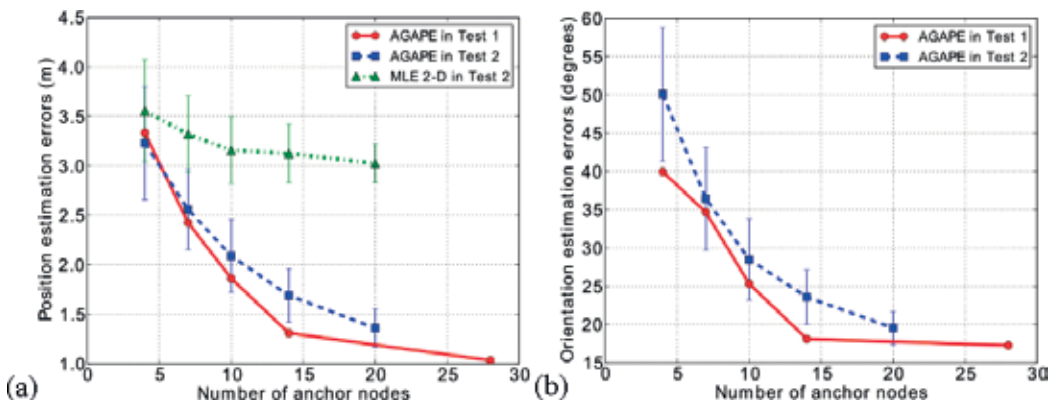 (a)
Position estimation errors (m)
4.5
4.0
3.5
3.0
2.5
2.0
1.5
1.0
0
5
10
15
20
25
30
Number of anchor nodes
AGAPE in Test 1
AGAPE in Test 2
MLE 2-D in Test 2
(b)
Orientation estimation errors (degrees)
60
55
50
45
40
35
30
25
20
15
0
5
10
15
20
25
30
Number of anchor nodes
AGAPE in Test 1
AGAPE in Test 2